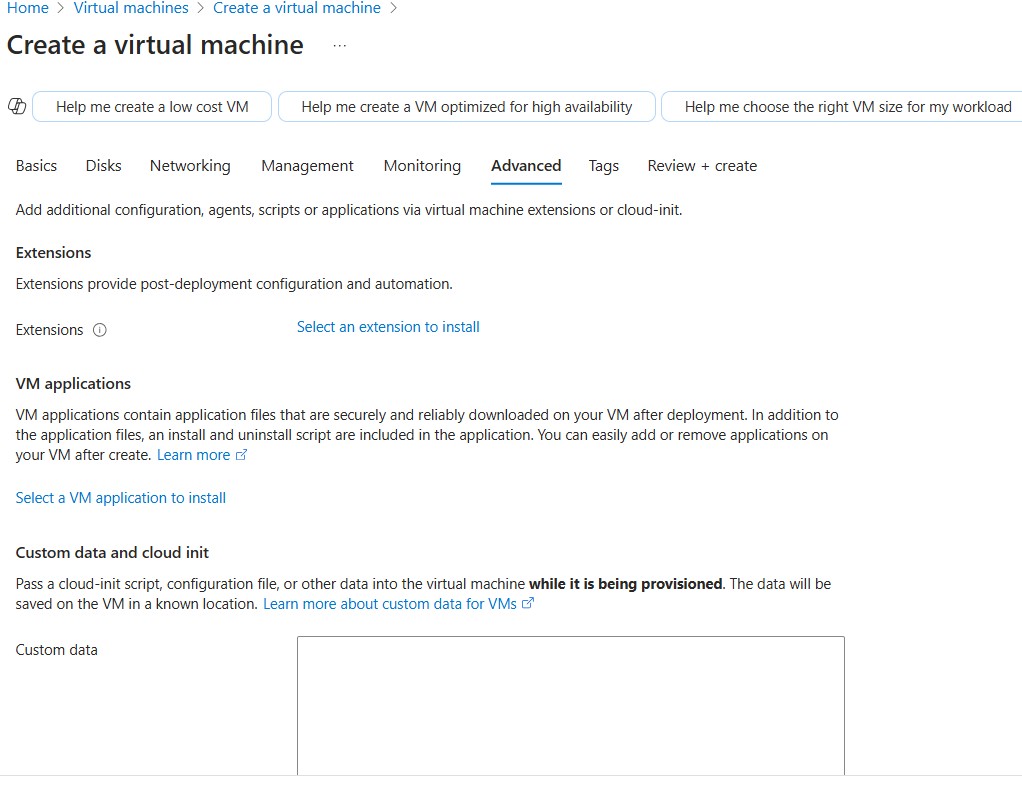 Home > Virtual machines > Create a virtual machine >
Create a virtual machine ...
Help me create a low cost VM Help me create a VM optimized for high availability Help me choose the right VM size for my workload
Basics Disks Networking Management Monitoring Advanced Tags Review + create
Add additional configuration, agents, scripts or applications via virtual machine extensions or cloud-init.
Extensions
Extensions provide post-deployment configuration and automation.
Extensions Select an extension to install
VM applications
VM applications contain application files that are securely and reliably downloaded on your VM after deployment. In addition to
the application files, an install and uninstall script are included in the application. You can easily add or remove applications on
your VM after create. Learn more
Select a VM application to install
Custom data and cloud init
Pass a cloud-init script, configuration file, or other data into the virtual machine while it is being provisioned. The data will be
saved on the VM in a known location. Learn more about custom data for VMs
Custom data